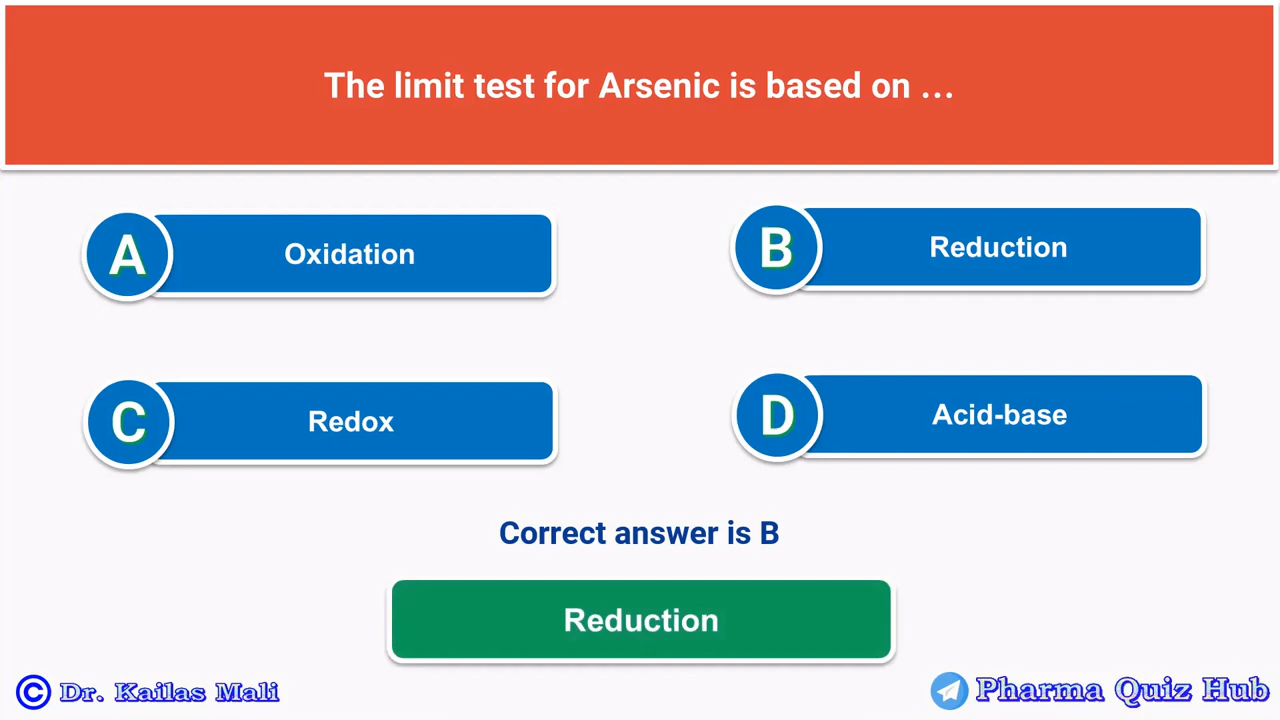 The limit test for Arsenic is based on ...
A Oxidation
B Reduction
C Redox
D Acid-base
Correct answer is B
Reduction
© Dr. Kailas Mali
Pharma Quiz Hub